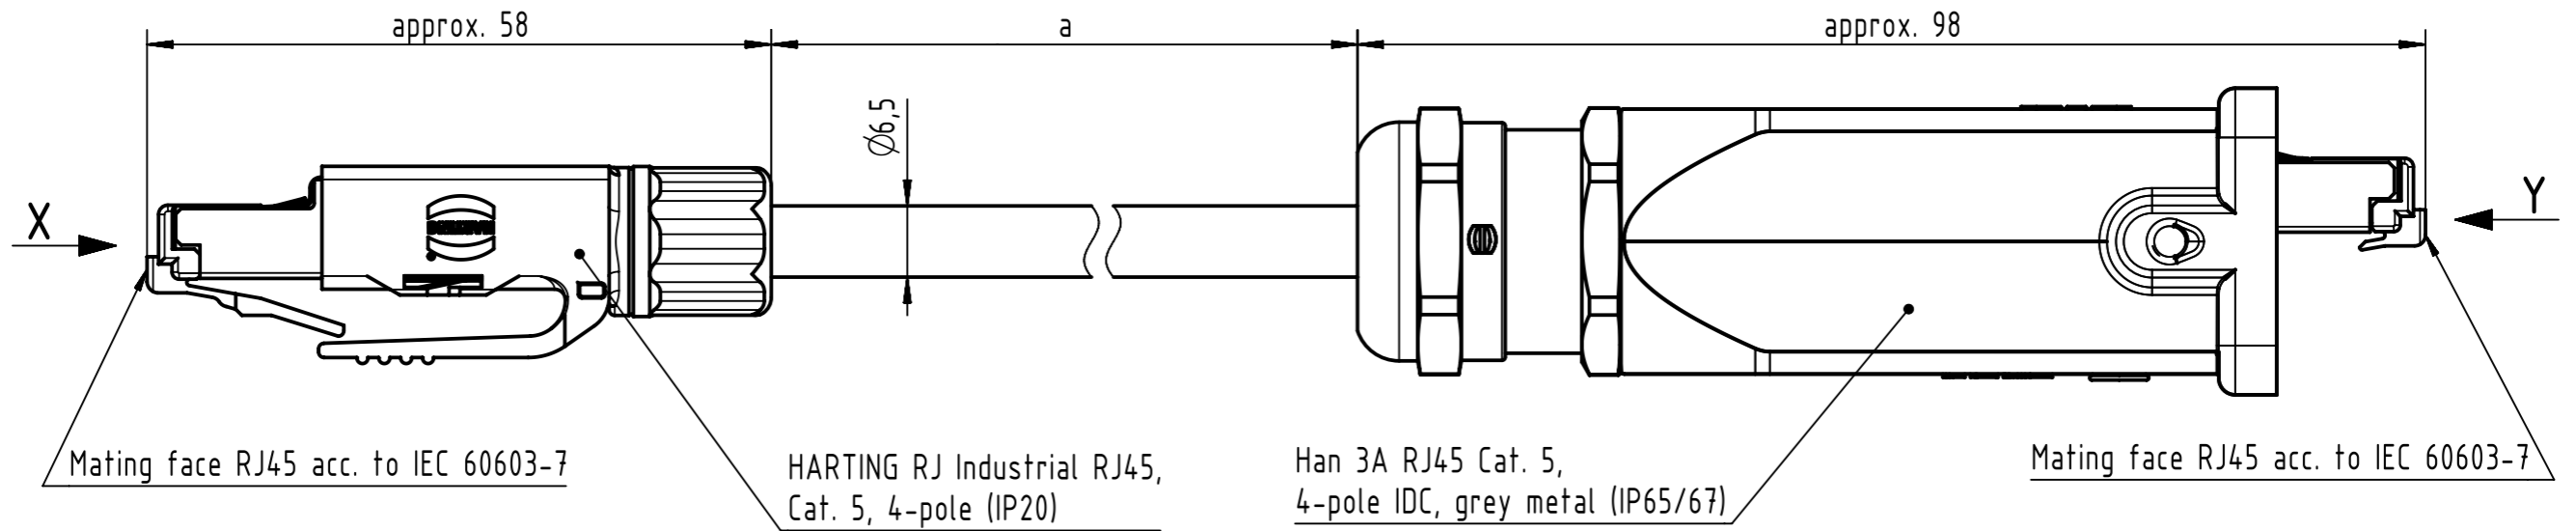 approx. 58
a
approx. 98
Ø6,5
X
Y
HARTING
Mating face RJ45 acc. to IEC 60603-7
HARTING RJ Industrial RJ45,
Cat. 5, 4-pole (IP20)
Han 3A RJ45 Cat. 5,
4-pole IDC, grey metal (IP65/67)
Mating face RJ45 acc. to IEC 60603-7